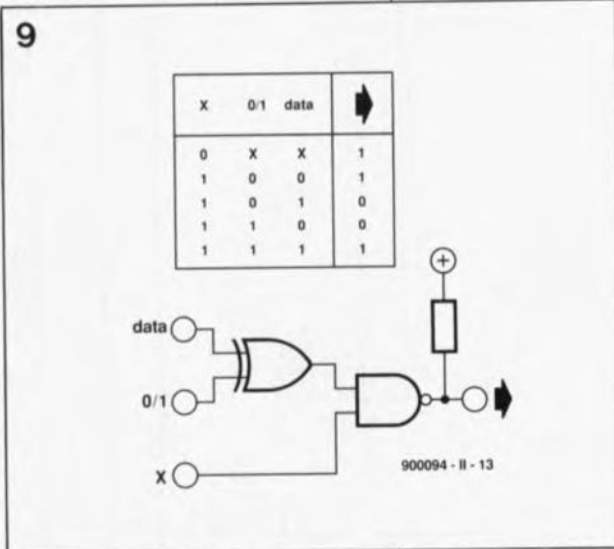 9
X 0/1 data
0 X X 1
1 0 0 1
1 0 1 0
1 1 0 0
1 1 1 1
+
data
0/1
X
900094 - II - 13